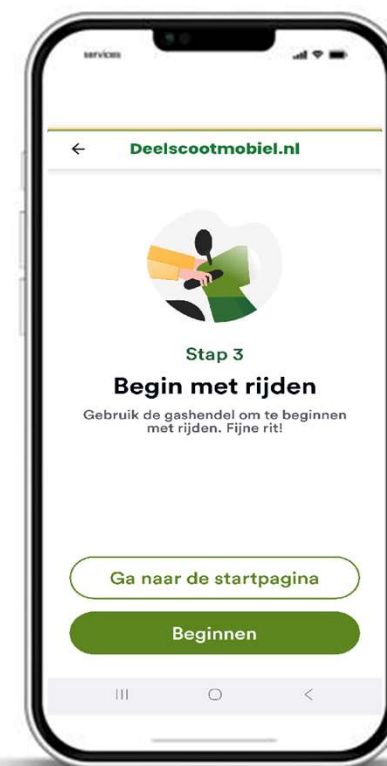 services
Deelscootmobiel.nl
Stap 3
Begin met rijden
Gebruik de gashendel om te beginnen
met rijden. Fijne rit!
Ga naar de startpagina
Beginnen